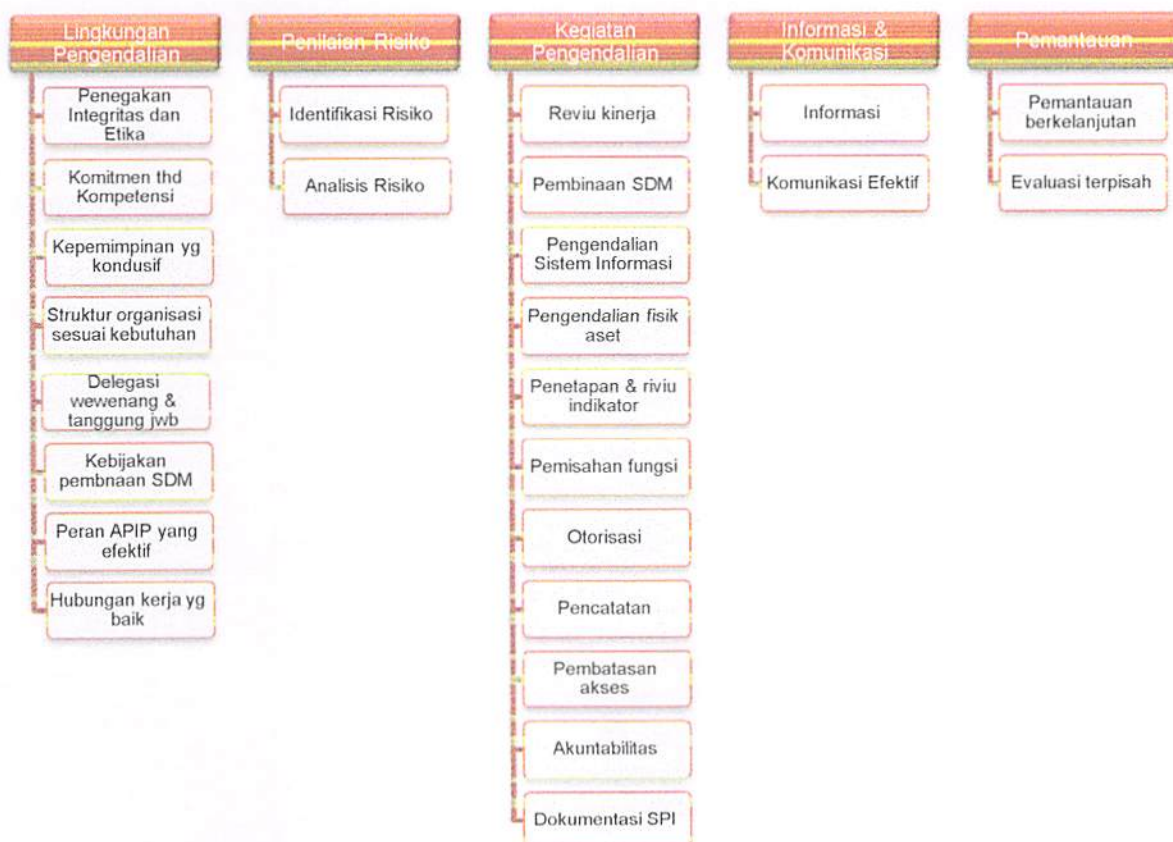 Lingkungan
Pengendalian
Penegakan
Integritas dan
Etika
Komitmen thd
Kompetensi
Kepemimpinan yg
kondusif
Struktur organisasi
sesuai kebutuhan
Delegasi
wewenang &
tanggung jwb
Kebijakan
pembnaan SDM
Peran APIP yang
efektif
Hubungan kerja yg
baik
Penilaian Risiko
Identifikasi Risiko
Analisis Risiko
Kegiatan
Pengendalian
Reviu kinerja
Pembinaan SDM
Pengendalian
Sistem Informasi
Pengendalian fisik
aset
Penetapan & riviu
indikator
Pemisahan fungsi
Otorisasi
Pencatatan
Pembatasan
akses
Akuntabilitas
Dokumentasi SPI
Informasi &
Komunikasi
Informasi
Komunikasi Efektif
Pemantauan
Pemantauan
berkelanjutan
Evaluasi terpisah